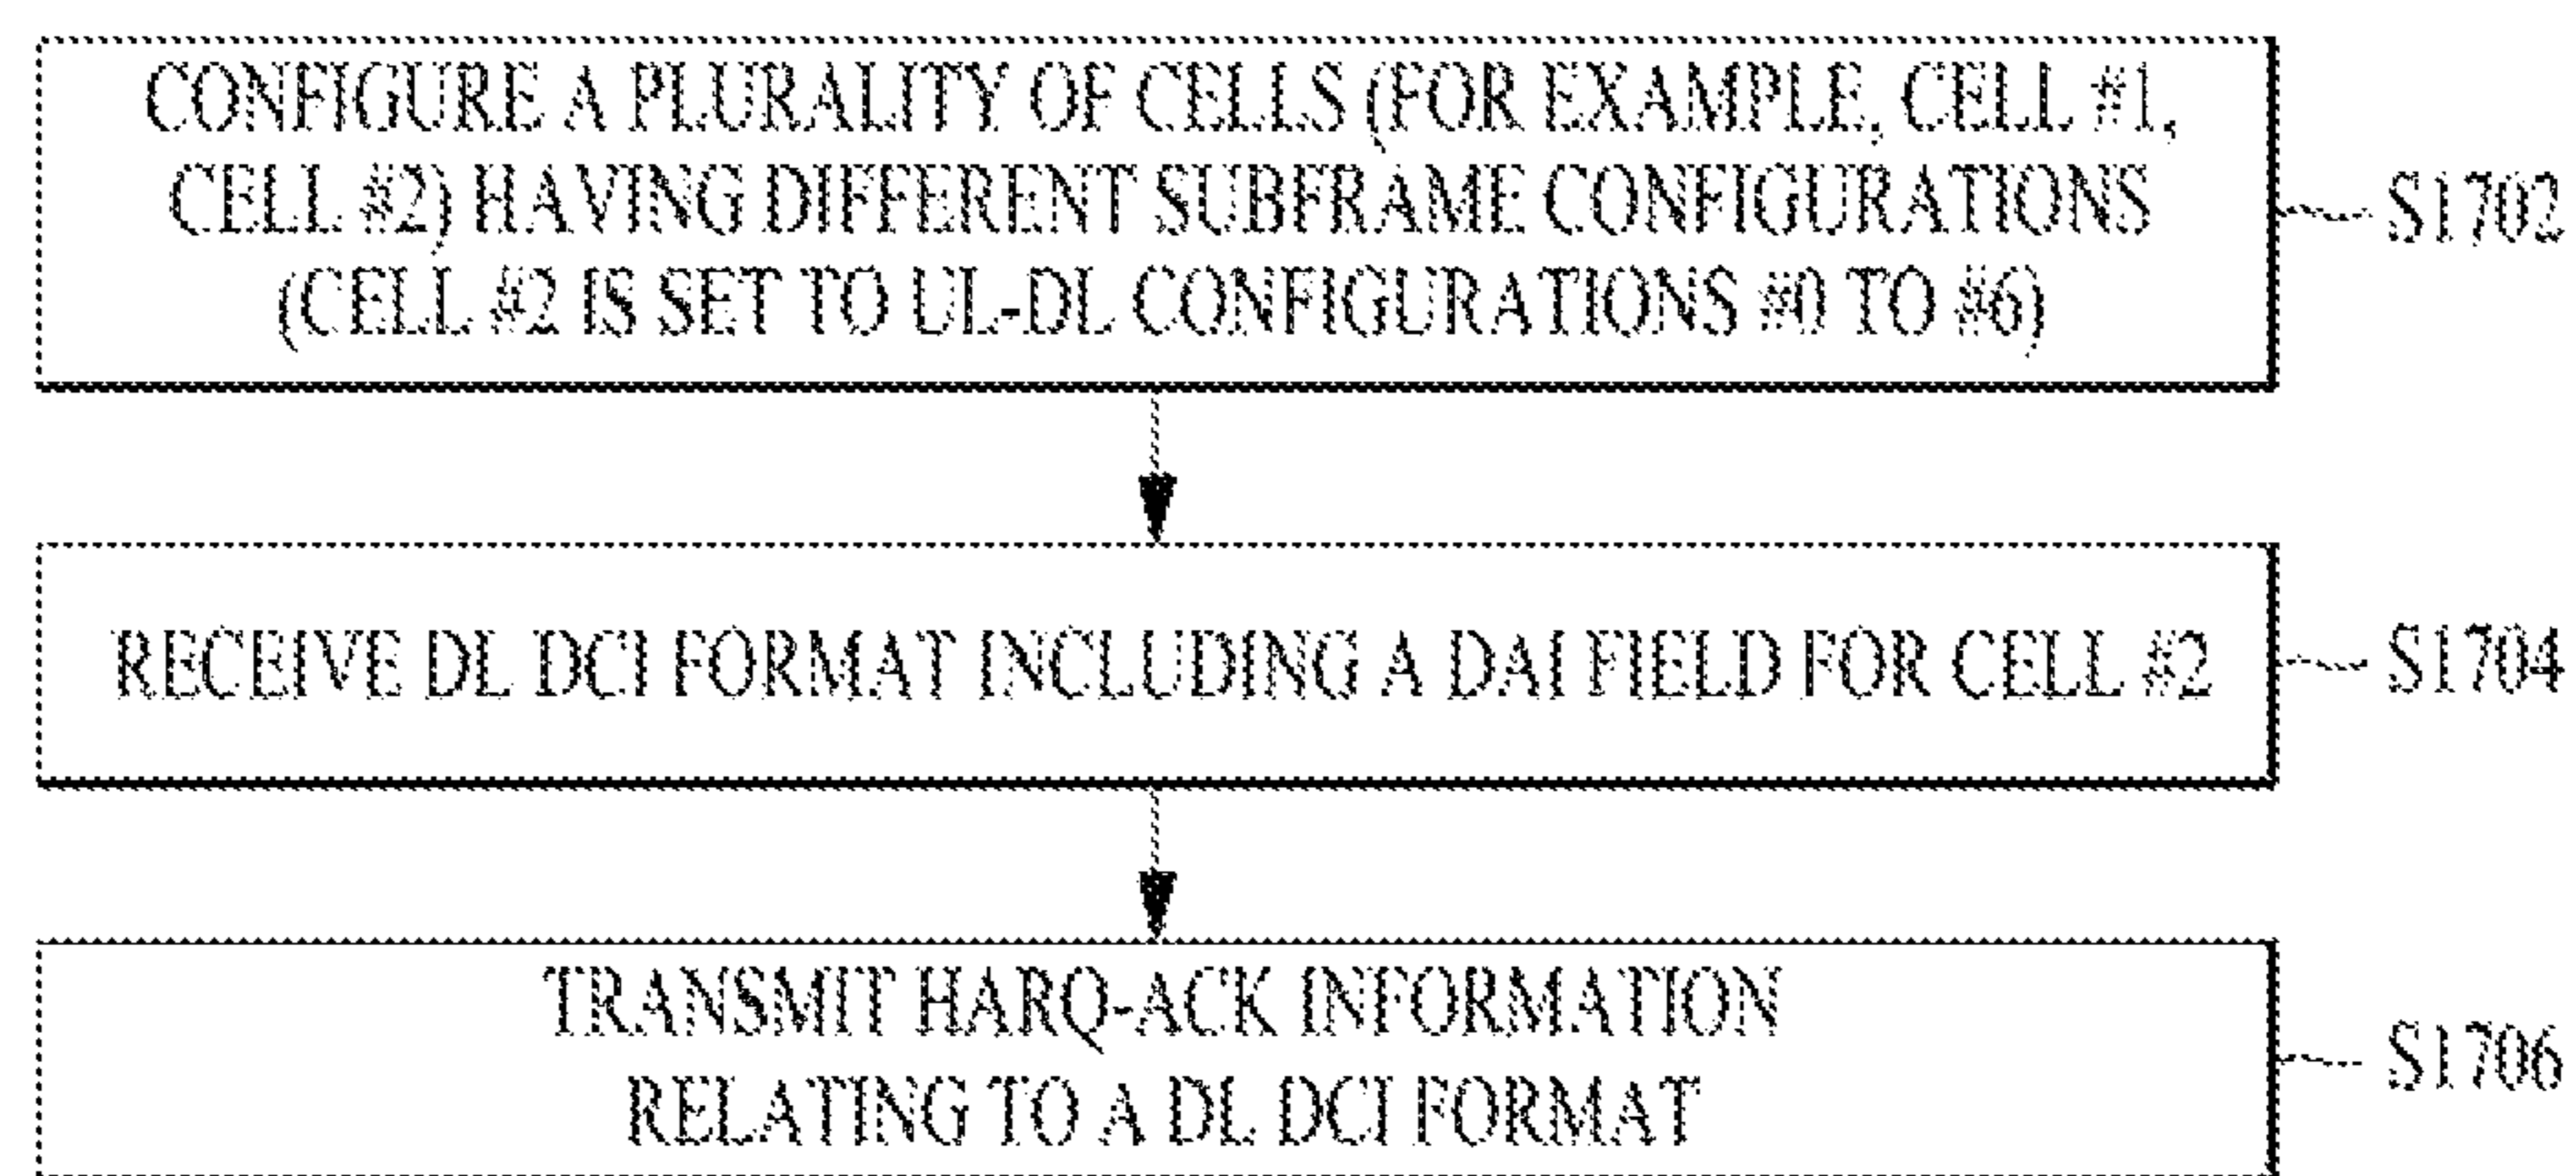 CONFIGURE A PLURALITY OF CELLS (FOR EXAMPLE, CELL #1,
CELL #2) HAVING DIFFERENT SUBFRAME CONFIGURATIONS
(CELL #2 IS SET TO UL-DL CONFIGURATIONS #0 TO #6)
S1702
RECEIVE DL DCI FORMAT INCLUDING A DAI FIELD FOR CELL #2
S1704
TRANSMIT HARQ-ACK INFORMATION
RELATING TO A DL DCI FORMAT
S1706